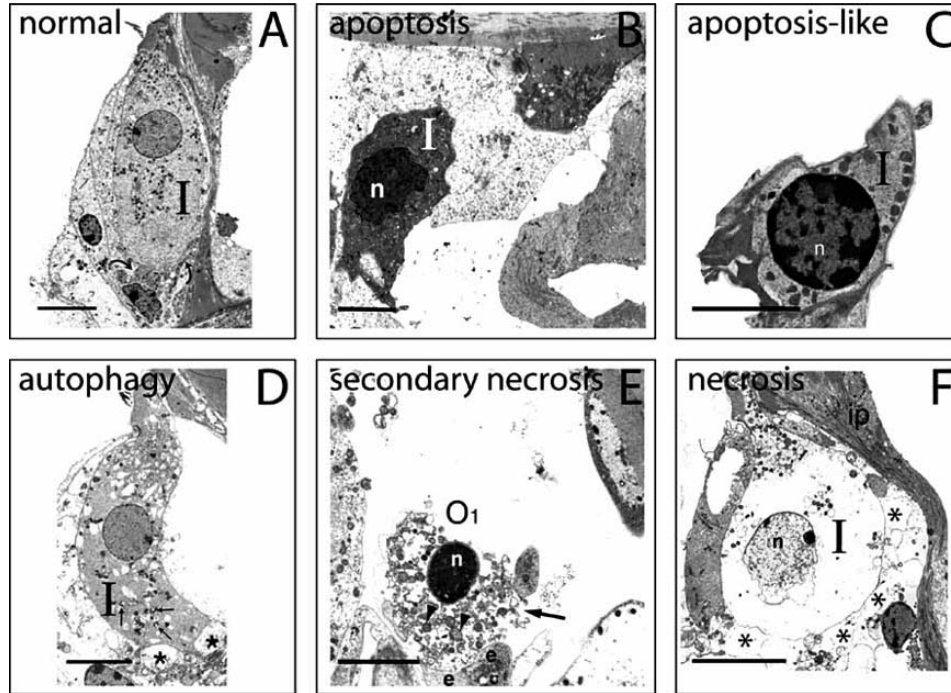 normal A
I
apoptosis B
I
n
apoptosis-like C
I
n
autophagy D
I
*
*
secondary necrosis E
O1
n
e
e
necrosis F
ip
n I
*
*
*
*